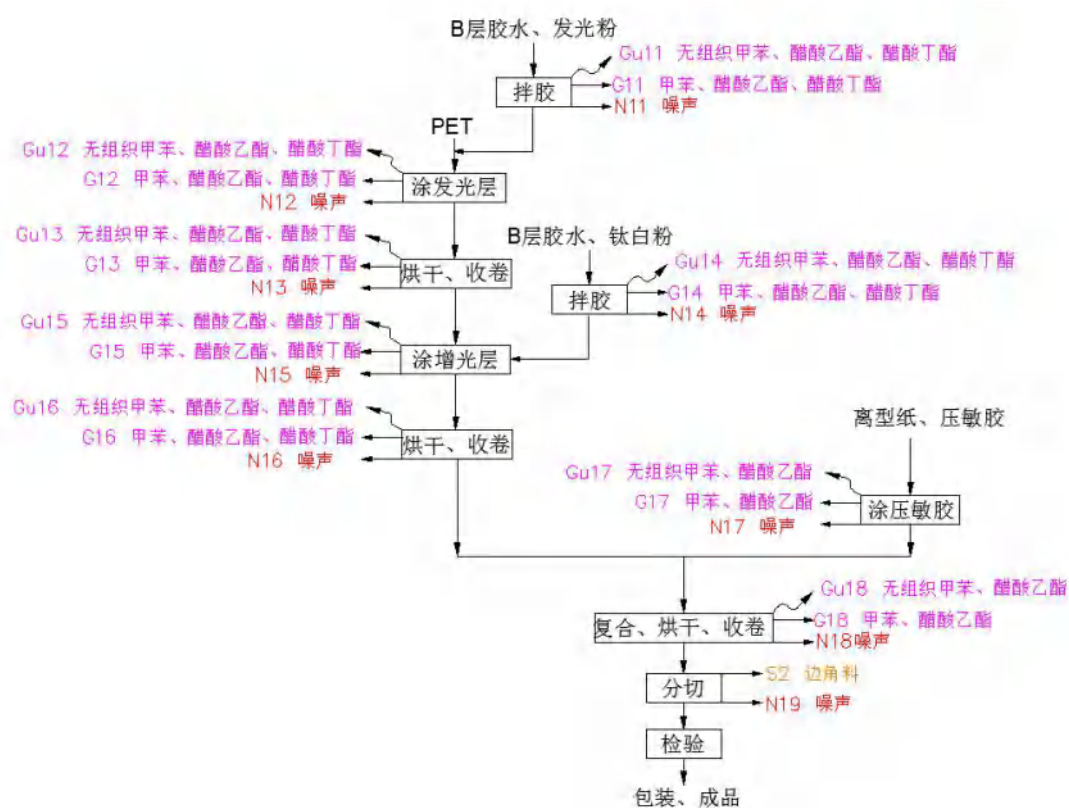 B层胶水、发光粉
Gu11 无组织甲苯、醋酸乙酯、醋酸丁酯
G11 甲苯、醋酸乙酯、醋酸丁酯
拌胶
N11 噪声
PET
Gu12 无组织甲苯、醋酸乙酯、醋酸丁酯
G12 甲苯、醋酸乙酯、醋酸丁酯
涂发光层
N12 噪声
Gu13 无组织甲苯、醋酸乙酯、醋酸丁酯
G13 甲苯、醋酸乙酯、醋酸丁酯
烘干、收卷
N13 噪声
B层胶水、钛白粉
Gu14 无组织甲苯、醋酸乙酯、醋酸丁酯
G14 甲苯、醋酸乙酯、醋酸丁酯
拌胶
N14 噪声
Gu15 无组织甲苯、醋酸乙酯、醋酸丁酯
G15 甲苯、醋酸乙酯、醋酸丁酯
涂增光层
N15 噪声
Gu16 无组织甲苯、醋酸乙酯、醋酸丁酯
G16 甲苯、醋酸乙酯、醋酸丁酯
烘干、收卷
N16 噪声
离型纸、压敏胶
Gu17 无组织甲苯、醋酸乙酯
G17 甲苯、醋酸乙酯
涂压敏胶
N17 噪声
Gu18 无组织甲苯、醋酸乙酯
G18 甲苯、醋酸乙酯
复合、烘干、收卷
N18噪声
S2 边角料
分切
N19 噪声
检验
包装、成品